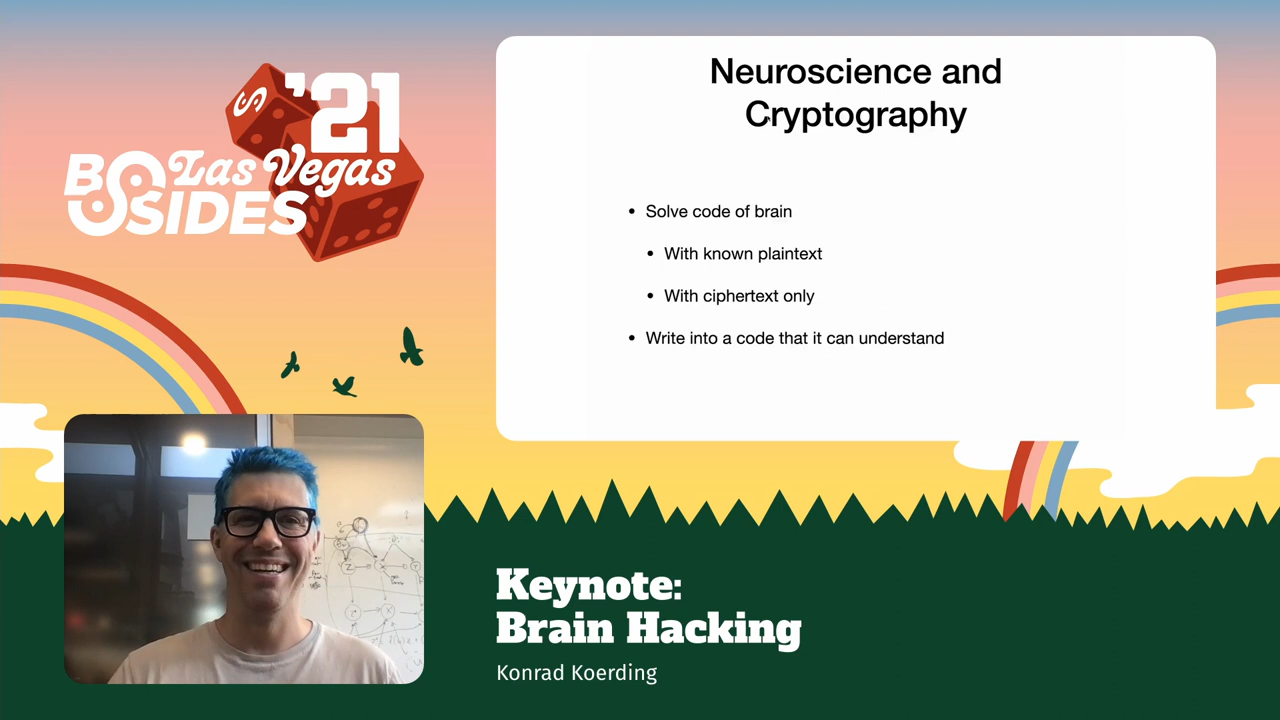 '21
BSIDES Las Vegas
Neuroscience and
Cryptography
• Solve code of brain
• With known plaintext
• With ciphertext only
• Write into a code that it can understand
Keynote:
Brain Hacking
Konrad Koerding